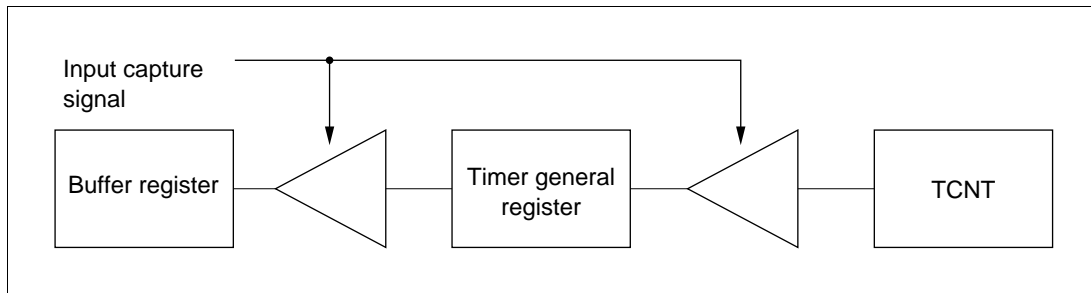 Input capture
signal
Buffer register
Timer general
register
TCNT